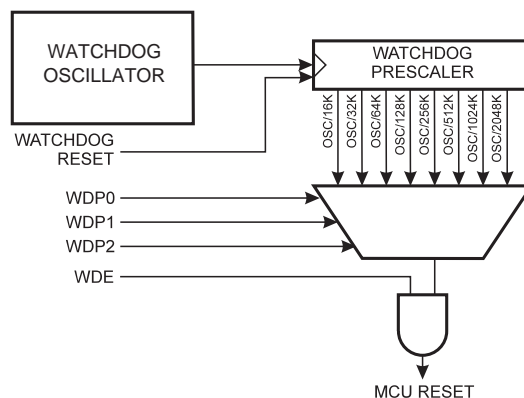 WATCHDOG
OSCILLATOR
WATCHDOG
PRESCALER
WATCHDOG
RESET
OSC/16K
OSC/32K
OSC/64K
OSC/128K
OSC/256K
OSC/512K
OSC/1024K
OSC/2048K
WDP0
WDP1
WDP2
WDE
MCU RESET